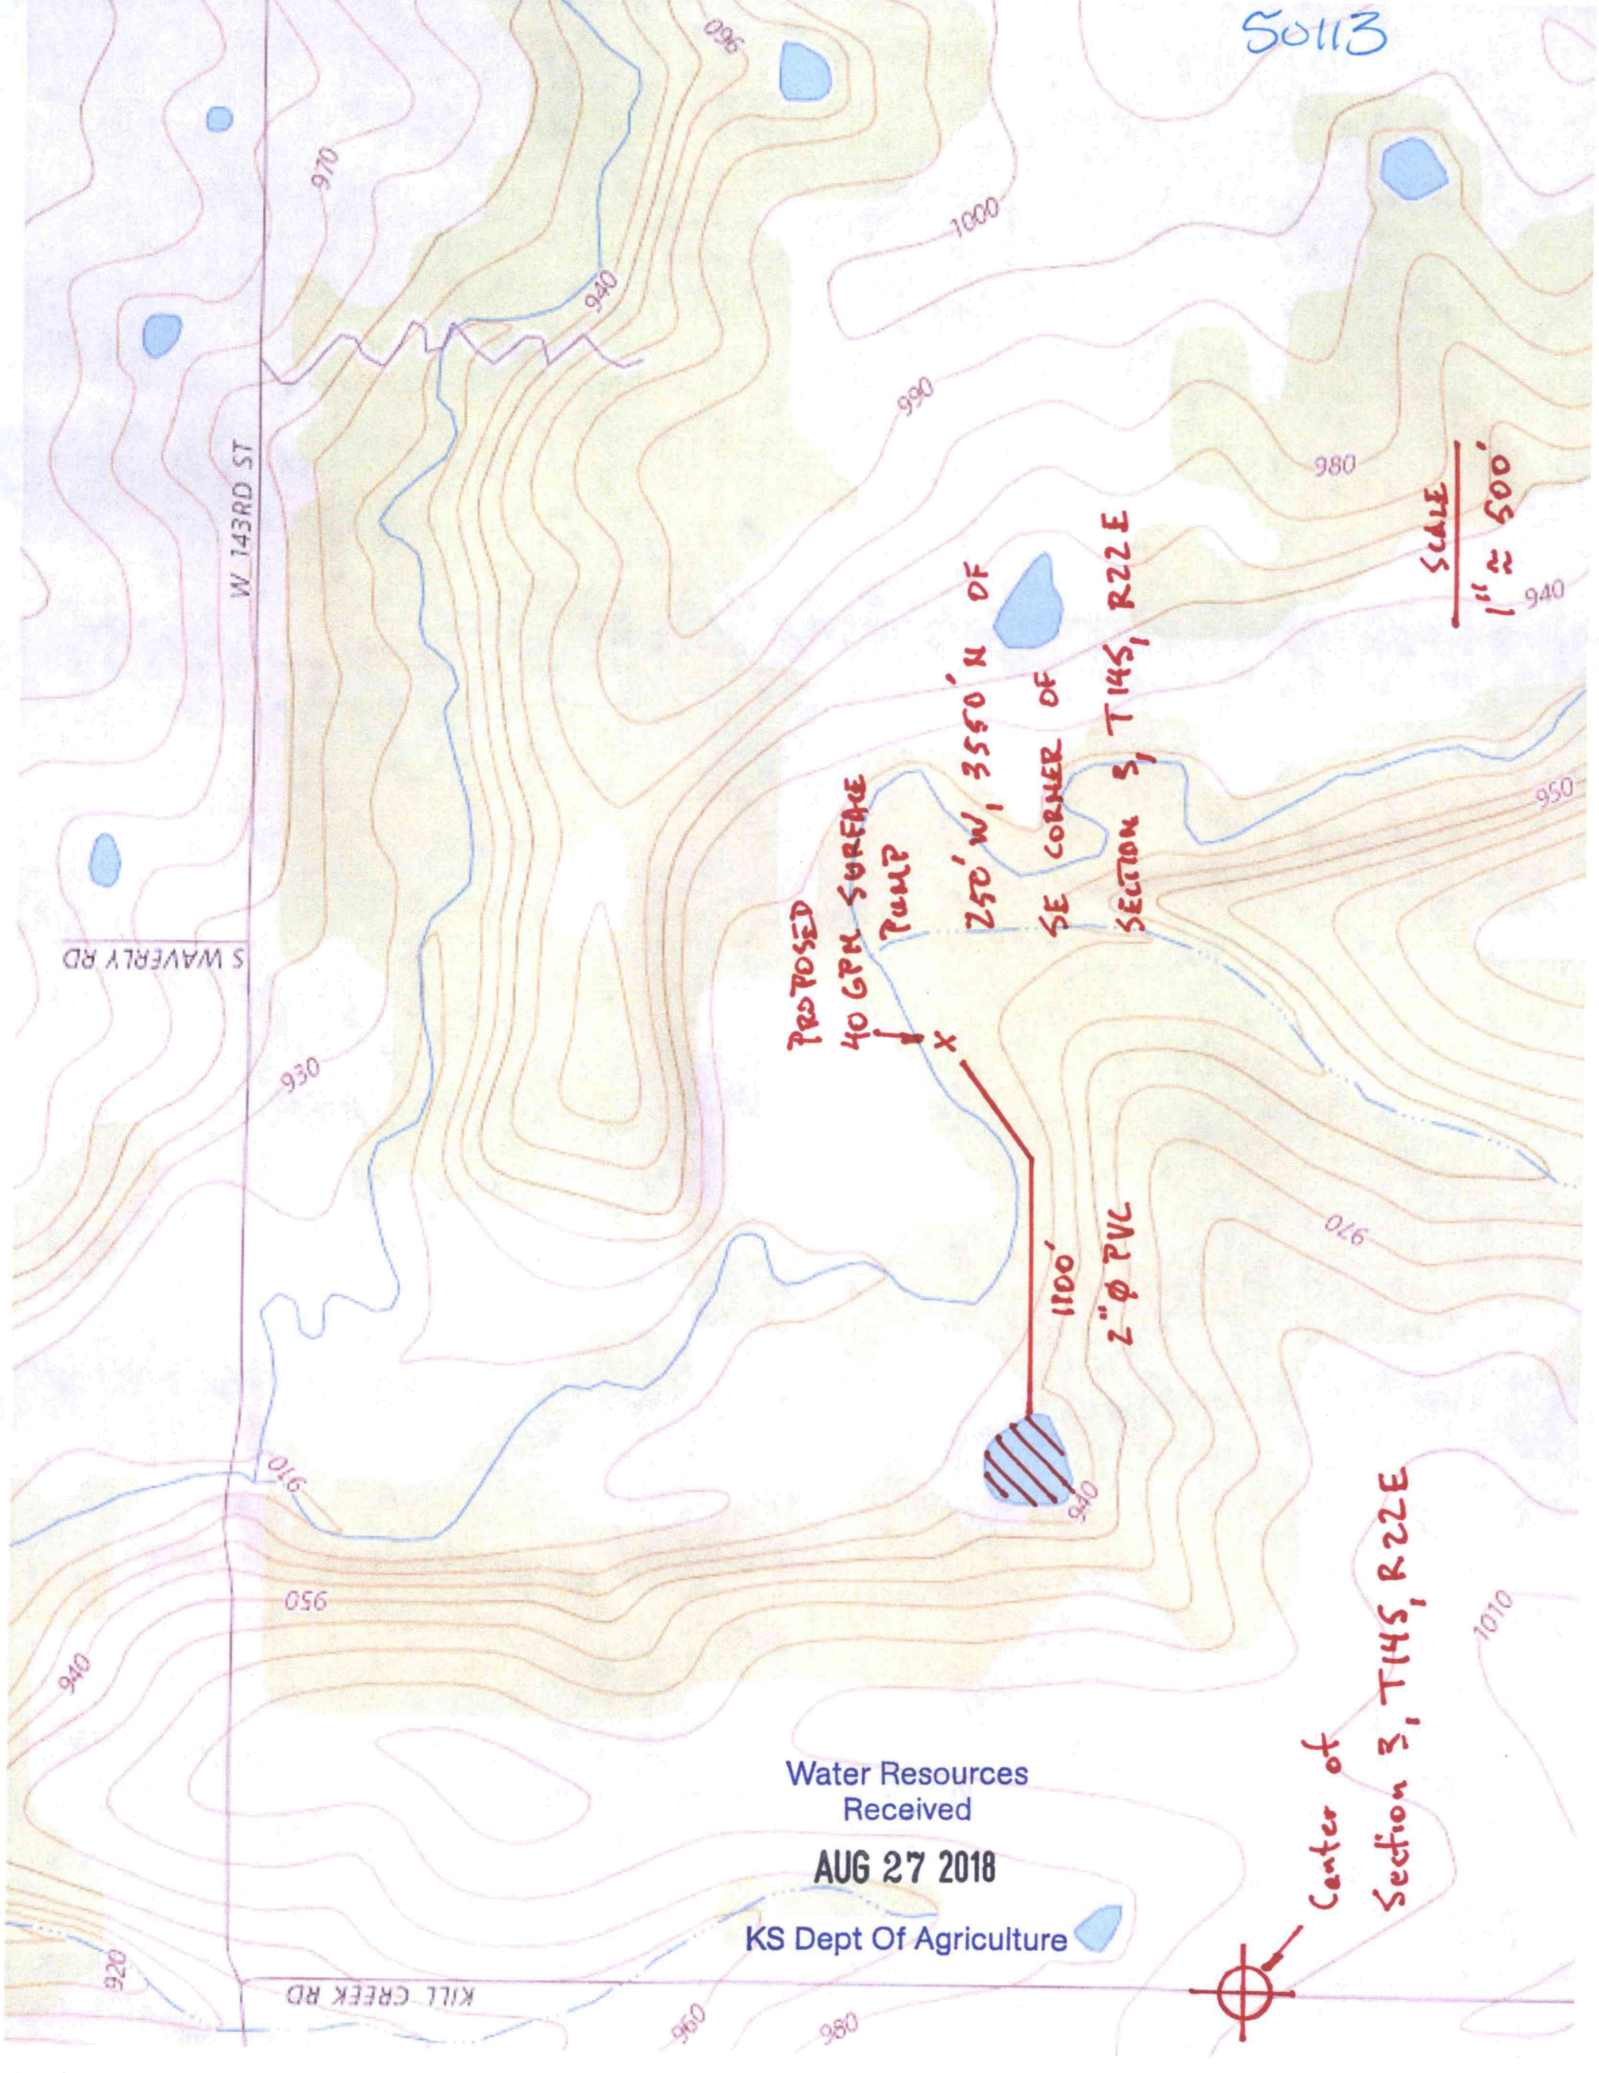 50113
960
970
1000
940
990
W 143RD ST
980
SCALE
1" ≈ 500'
940
S WAVERLY RD
930
PROPOSED
40 GPM SURFACE
PUMP
X
250' W, 3550' N OF
SE CORNER OF
SECTION 3, T14S, R22E
950
970
1100'
2" Ø PVC
910
940
950
940
1010
Center of
Section 3, T14S, R22E
Water Resources
Received
AUG 27 2018
KS Dept Of Agriculture
920
KILL CREEK RD
960
980